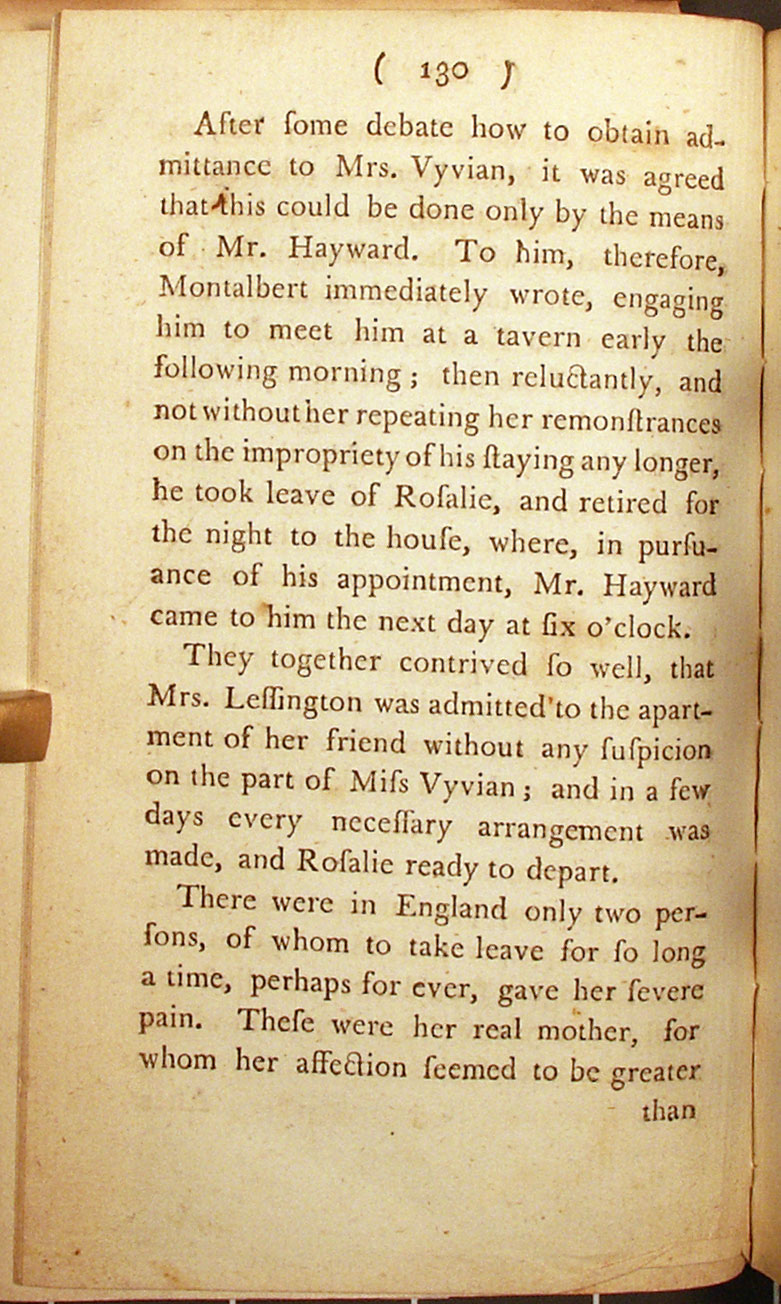 ( 130 )
After ſome debate how to obtain ad-
mittance to Mrs. Vyvian, it was agreed
that this could be done only by the means
of Mr. Hayward. To him, therefore,
Montalbert immediately wrote, engaging
him to meet him at a tavern early the
following morning; then reluctantly, and
not without her repeating her remonſtrances
on the impropriety of his ſtaying any longer,
he took leave of Roſalie, and retired for
the night to the houſe, where, in purſu-
ance of his appointment, Mr. Hayward
came to him the next day at ſix o'clock.
They together contrived ſo well, that
Mrs. Leſſington was admitted to the apart-
ment of her friend without any ſuſpicion
on the part of Miſs Vyvian; and in a few
days every neceſſary arrangement was
made, and Roſalie ready to depart.
There were in England only two per-
ſons, of whom to take leave for ſo long
a time, perhaps for ever, gave her ſevere
pain. Theſe were her real mother, for
whom her affection ſeemed to be greater
than